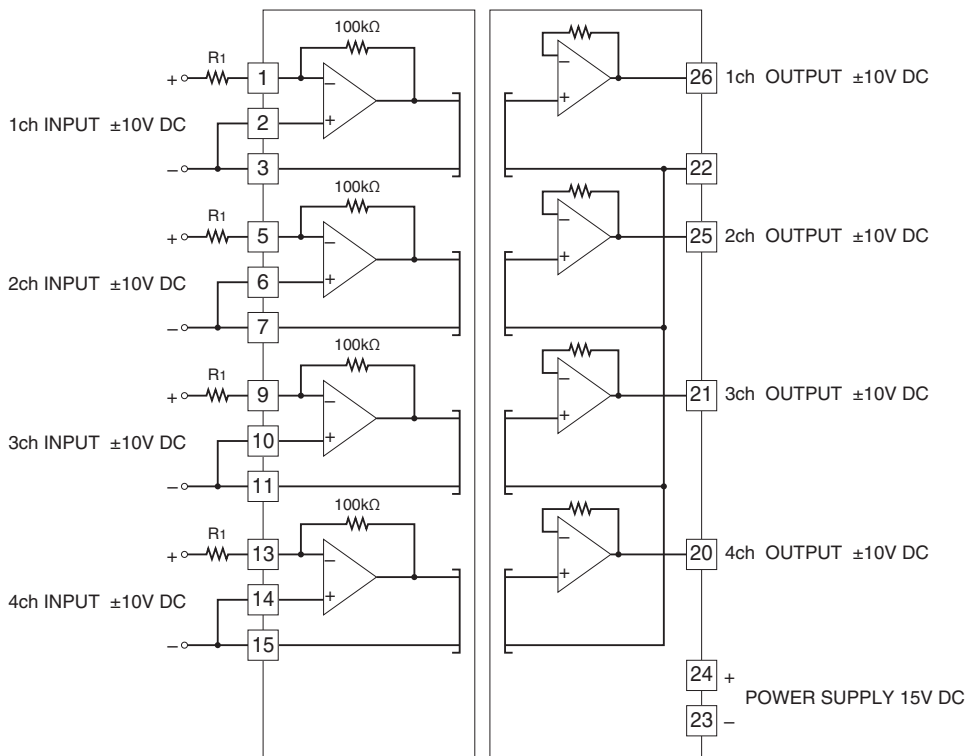 100kΩ
R1
+ 1 − 26 1ch OUTPUT ±10V DC
1ch INPUT ±10V DC 2 + +
− 3 22
100kΩ
R1
+ 5 − 25 2ch OUTPUT ±10V DC
2ch INPUT ±10V DC 6 + +
− 7
100kΩ
R1
+ 9 − 21 3ch OUTPUT ±10V DC
3ch INPUT ±10V DC 10 + +
− 11
100kΩ
R1
+ 13 − 20 4ch OUTPUT ±10V DC
4ch INPUT ±10V DC 14 + +
− 15
24 +
POWER SUPPLY 15V DC
23 −